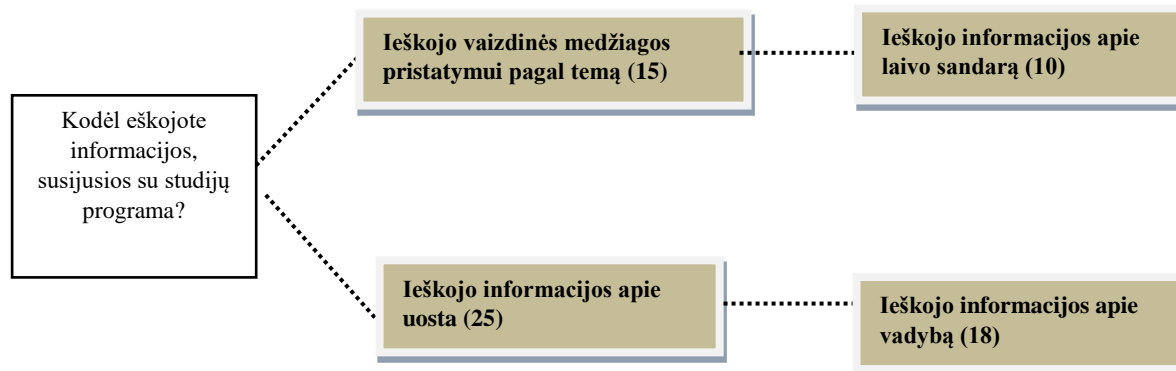 Kodėl eškojote
informacijos,
susijusios su studijų
programa?
Ieškojo vaizdinės medžiagos
pristatymui pagal temą (15)
Ieškojo informacijos apie
laivo sandarą (10)
Ieškojo informacijos apie
uosta (25)
Ieškojo informacijos apie
vadybą (18)